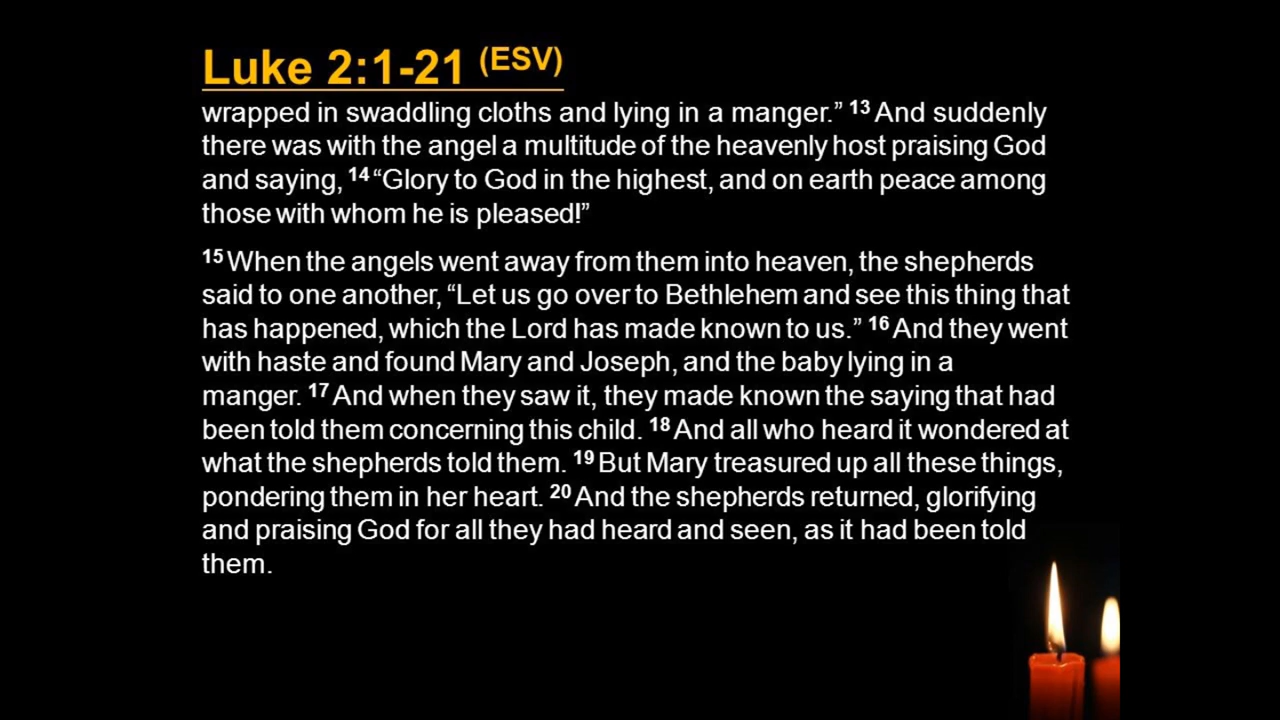 Luke 2:1-21 (ESV)
wrapped in swaddling cloths and lying in a manger.” 13 And suddenly
there was with the angel a multitude of the heavenly host praising God
and saying, 14 “Glory to God in the highest, and on earth peace among
those with whom he is pleased!”
15 When the angels went away from them into heaven, the shepherds
said to one another, “Let us go over to Bethlehem and see this thing that
has happened, which the Lord has made known to us.” 16 And they went
with haste and found Mary and Joseph, and the baby lying in a
manger. 17 And when they saw it, they made known the saying that had
been told them concerning this child. 18 And all who heard it wondered at
what the shepherds told them. 19 But Mary treasured up all these things,
pondering them in her heart. 20 And the shepherds returned, glorifying
and praising God for all they had heard and seen, as it had been told
them.